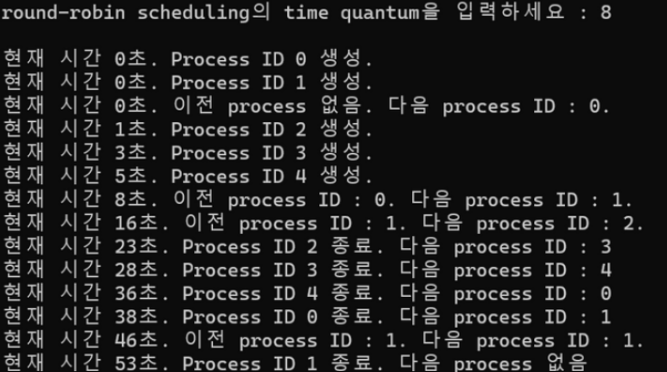 round-robin scheduling의 time quantum을 입력하세요 : 8
현재 시간 0초. Process ID 0 생성.
현재 시간 0초. Process ID 1 생성.
현재 시간 0초. 이전 process 없음. 다음 process ID : 0.
현재 시간 1초. Process ID 2 생성.
현재 시간 3초. Process ID 3 생성.
현재 시간 5초. Process ID 4 생성.
현재 시간 8초. 이전 process ID : 0. 다음 process ID : 1.
현재 시간 16초. 이전 process ID : 1. 다음 process ID : 2.
현재 시간 23초. Process ID 2 종료. 다음 process ID : 3
현재 시간 28초. Process ID 3 종료. 다음 process ID : 4
현재 시간 36초. Process ID 4 종료. 다음 process ID : 0
현재 시간 38초. Process ID 0 종료. 다음 process ID : 1
현재 시간 46초. 이전 process ID : 1. 다음 process ID : 1.
현재 시간 53초. Process ID 1 종료. 다음 process 없음